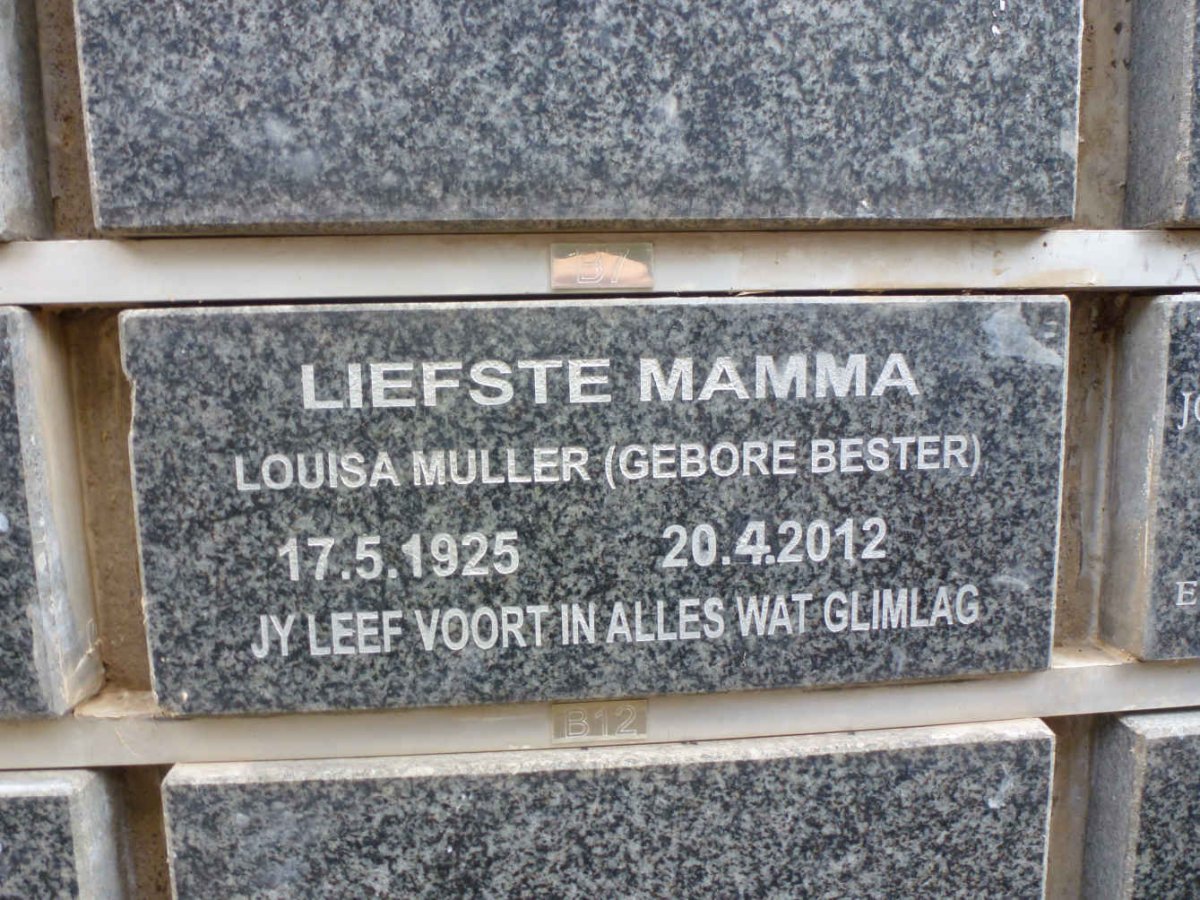 B7
LIEFSTE MAMMA
LOUISA MULLER (GEBORE BESTER)
17.5.1925 20.4.2012
JY LEEF VOORT IN ALLES WAT GLIMLAG
B12
J
E